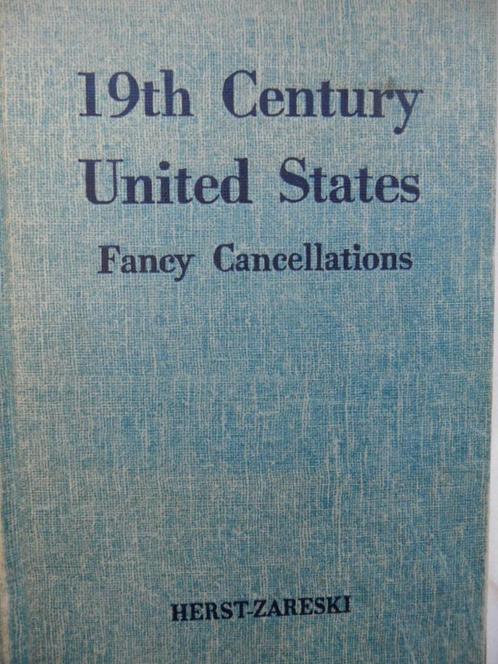 19th Century
United States
Fancy Cancellations
HERST-ZARESKI